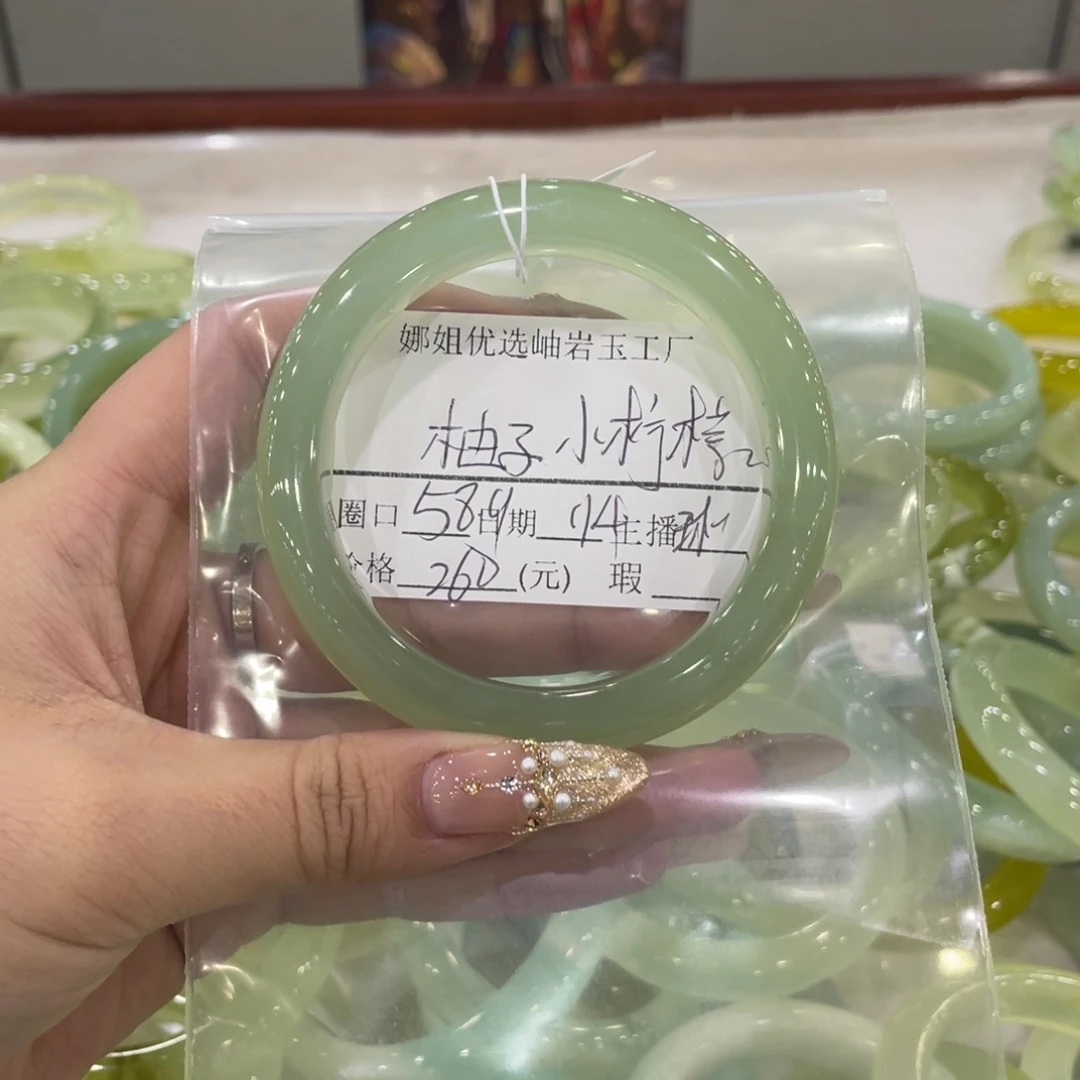 娜姐优选岫岩玉工厂
柚子小柠檬
圈口 58 日期 14 主播
格 260 (元) 瑕